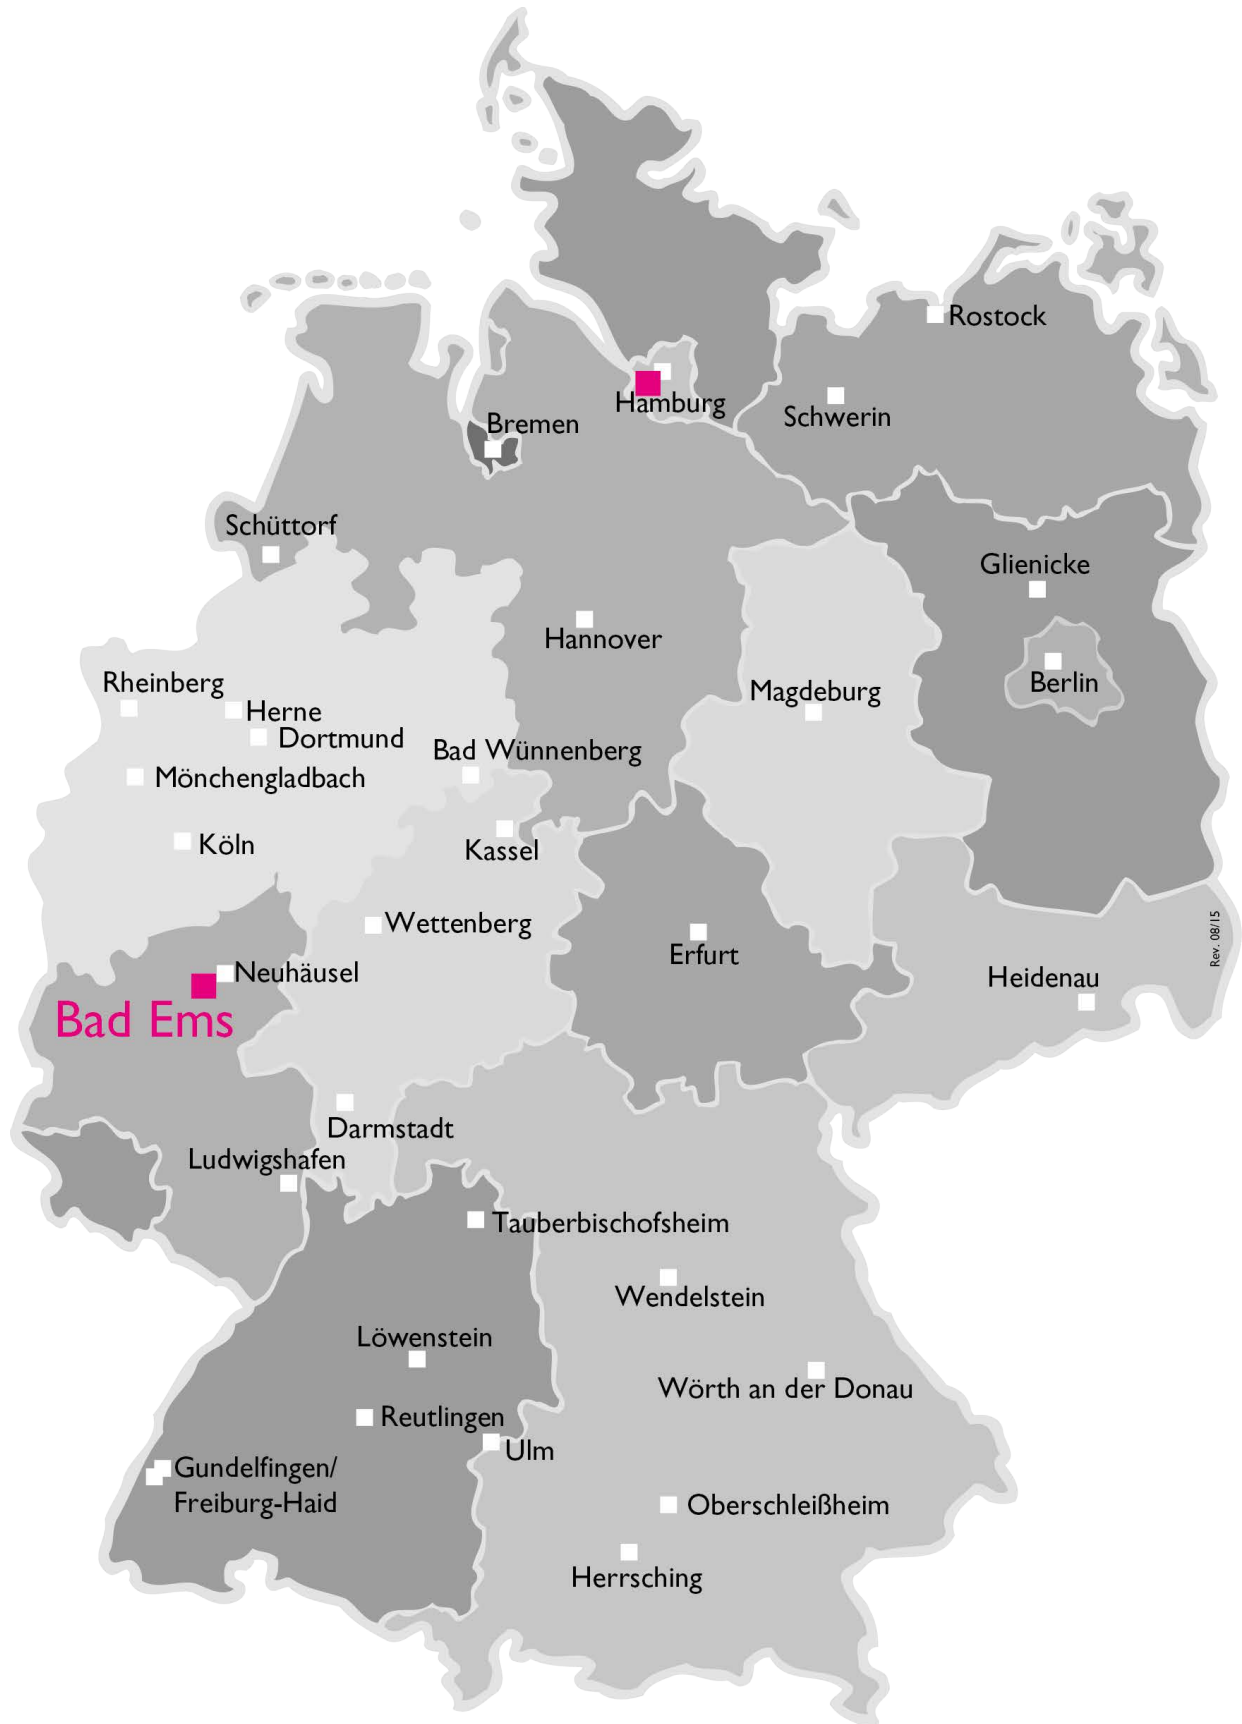 Rostock
Hamburg
Schwerin
Bremen
Schüttorf
Glienicke
Hannover
Rheinberg
Berlin
Magdeburg
Herne
Dortmund
Bad Wünnenberg
Mönchengladbach
Köln
Kassel
Wettenberg
Rev. 08/15
Erfurt
Neuhäusel
Heidenau
Bad Ems
Darmstadt
Ludwigshafen
Tauberbischofsheim
Wendelstein
Löwenstein
Wörth an der Donau
Reutlingen
Ulm
Gundelfingen/
Freiburg-Haid
Oberschleißheim
Herrsching